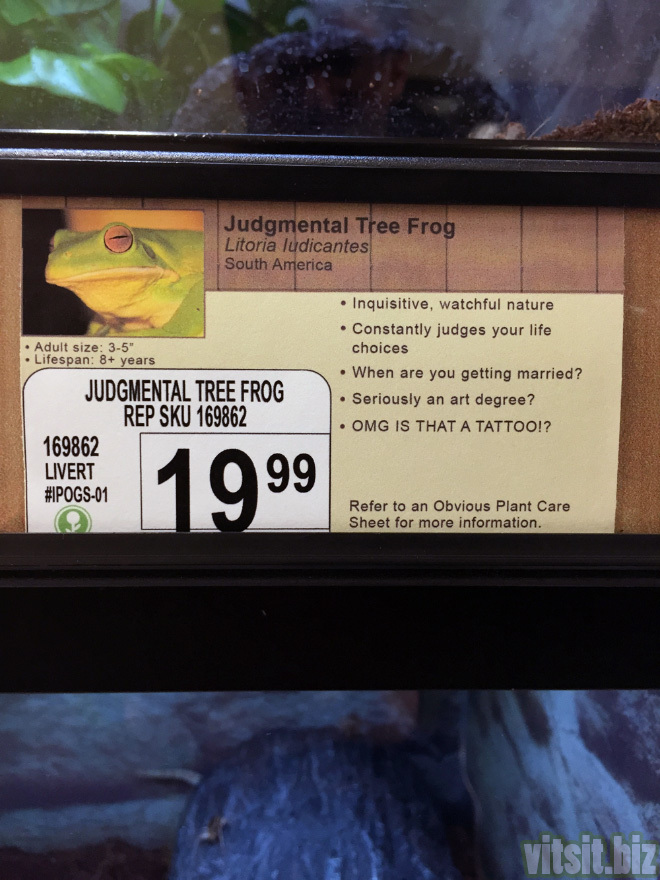 Judgmental Tree Frog
Litoria Iudicantes
South America
• Adult size: 3-5"
• Lifespan: 8+ years
JUDGMENTAL TREE FROG
REP SKU 169862
169862
LIVERT
#IPOGS-01
19 99
• Inquisitive, watchful nature
• Constantly judges your life
choices
• When are you getting married?
• Seriously an art degree?
• OMG IS THAT A TATTOO!?
Refer to an Obvious Plant Care
Sheet for more information.
vitsit.biz